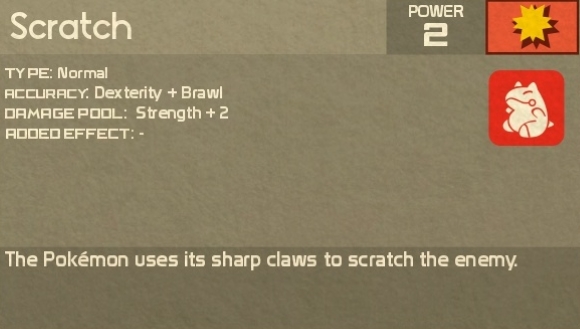 Scratch
POWER
2
TYPE: Normal
ACCURACY: Dexterity + Brawl
DAMAGE POOL: Strength + 2
ADDED EFFECT: -
The Pokémon uses its sharp claws to scratch the enemy.